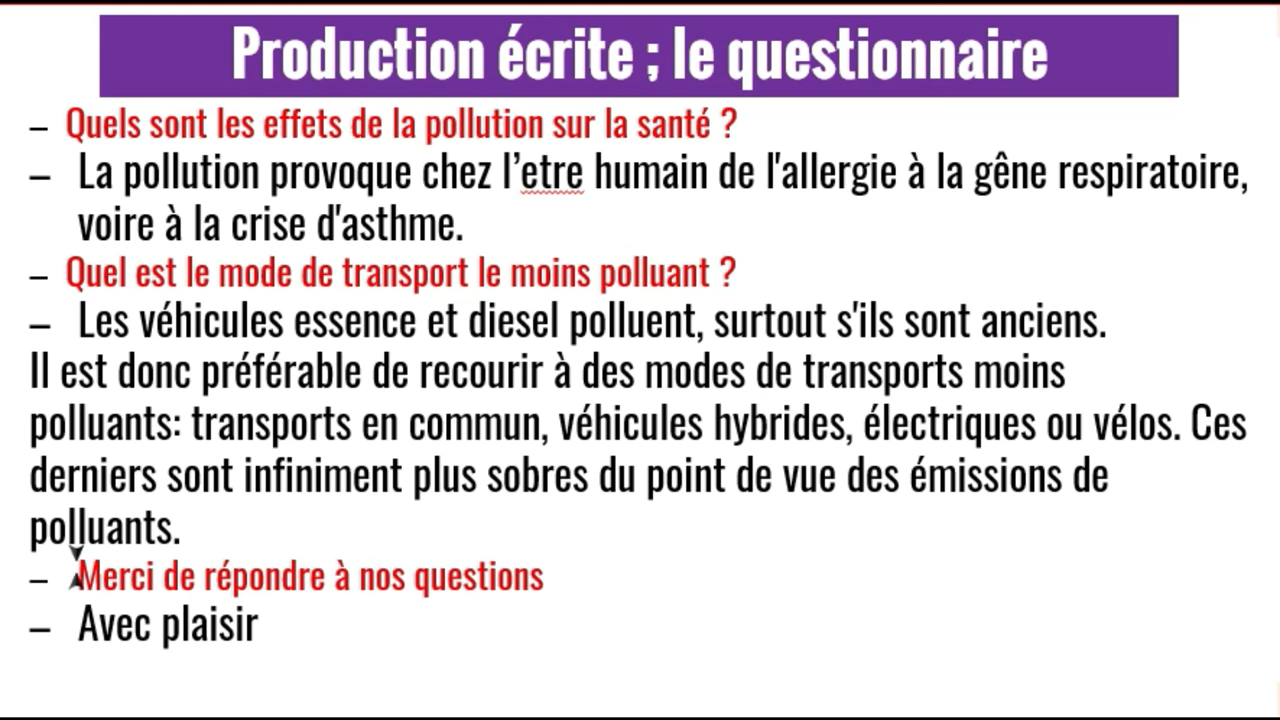 Production écrite ; le questionnaire
– Quels sont les effets de la pollution sur la santé ?
– La pollution provoque chez l’etre humain de l'allergie à la gêne respiratoire,
voire à la crise d'asthme.
– Quel est le mode de transport le moins polluant ?
– Les véhicules essence et diesel polluent, surtout s'ils sont anciens.
Il est donc préférable de recourir à des modes de transports moins
polluants: transports en commun, véhicules hybrides, électriques ou vélos. Ces
derniers sont infiniment plus sobres du point de vue des émissions de
polluants.
– Merci de répondre à nos questions
– Avec plaisir